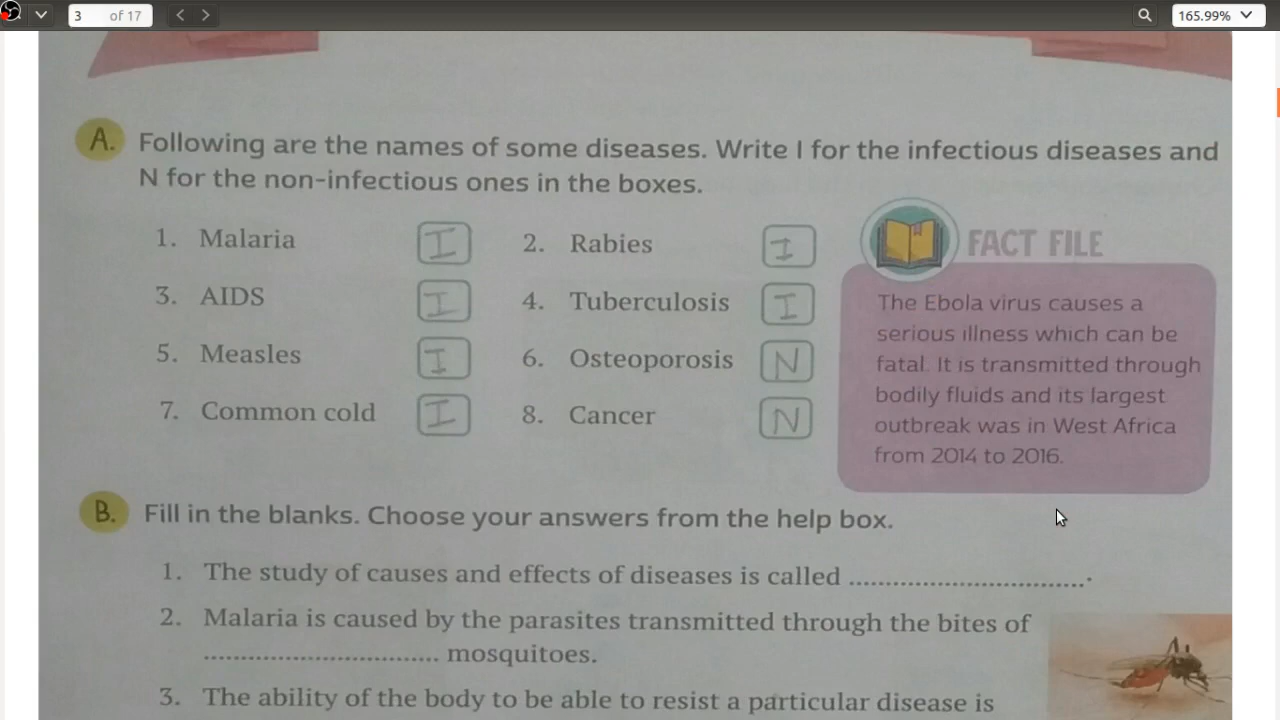 3 of 17
165.99%
A. Following are the names of some diseases. Write I for the infectious diseases and
N for the non-infectious ones in the boxes.
1. Malaria I 2. Rabies I
3. AIDS I 4. Tuberculosis I
5. Measles I 6. Osteoporosis N
7. Common cold I 8. Cancer N
FACT FILE
The Ebola virus causes a
serious illness which can be
fatal. It is transmitted through
bodily fluids and its largest
outbreak was in West Africa
from 2014 to 2016.
B. Fill in the blanks. Choose your answers from the help box.
1. The study of causes and effects of diseases is called ................................
2. Malaria is caused by the parasites transmitted through the bites of
................................ mosquitoes.
3. The ability of the body to be able to resist a particular disease is